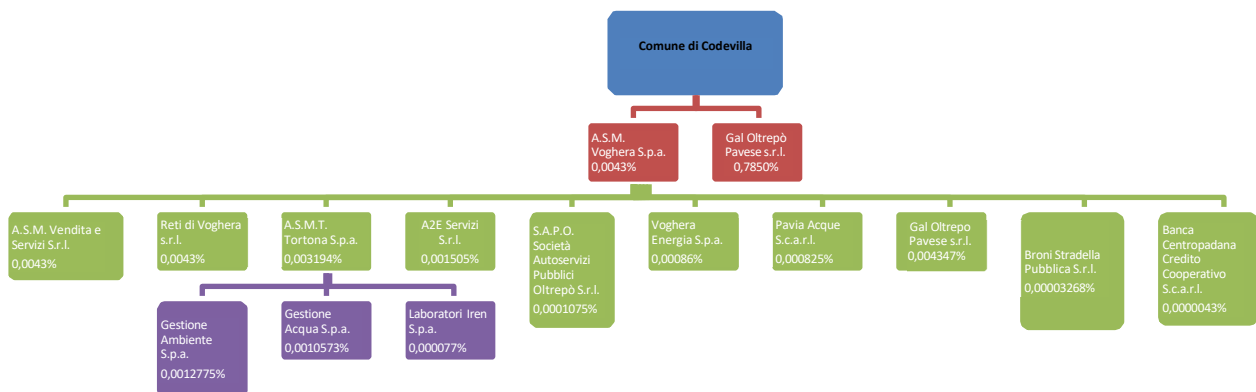 Comune di Codevilla
A.S.M.
Voghera S.p.a.
0,0043%
Gal Oltrepò
Pavese s.r.l.
0,7850%
A.S.M. Vendita e
Servizi S.r.l.
0,0043%
Reti di Voghera
s.r.l.
0,0043%
A.S.M.T.
Tortona S.p.a.
0,003194%
A2E Servizi
S.r.l.
0,001505%
S.A.P.O.
Società
Autoservizi
Pubblici
Oltrepò S.r.l.
0,0001075%
Voghera
Energia S.p.a.
0,00086%
Pavia Acque
S.c.a.r.l.
0,000825%
Gal Oltrepo
Pavese s.r.l.
0,004347%
Broni Stradella
Pubblica S.r.l.
0,00003268%
Banca
Centropadana
Credito
Cooperativo
S.c.a.r.l.
0,0000043%
Gestione
Ambiente
S.p.a.
0,0012775%
Gestione
Acqua S.p.a.
0,0010573%
Laboratori Iren
S.p.a.
0,000077%